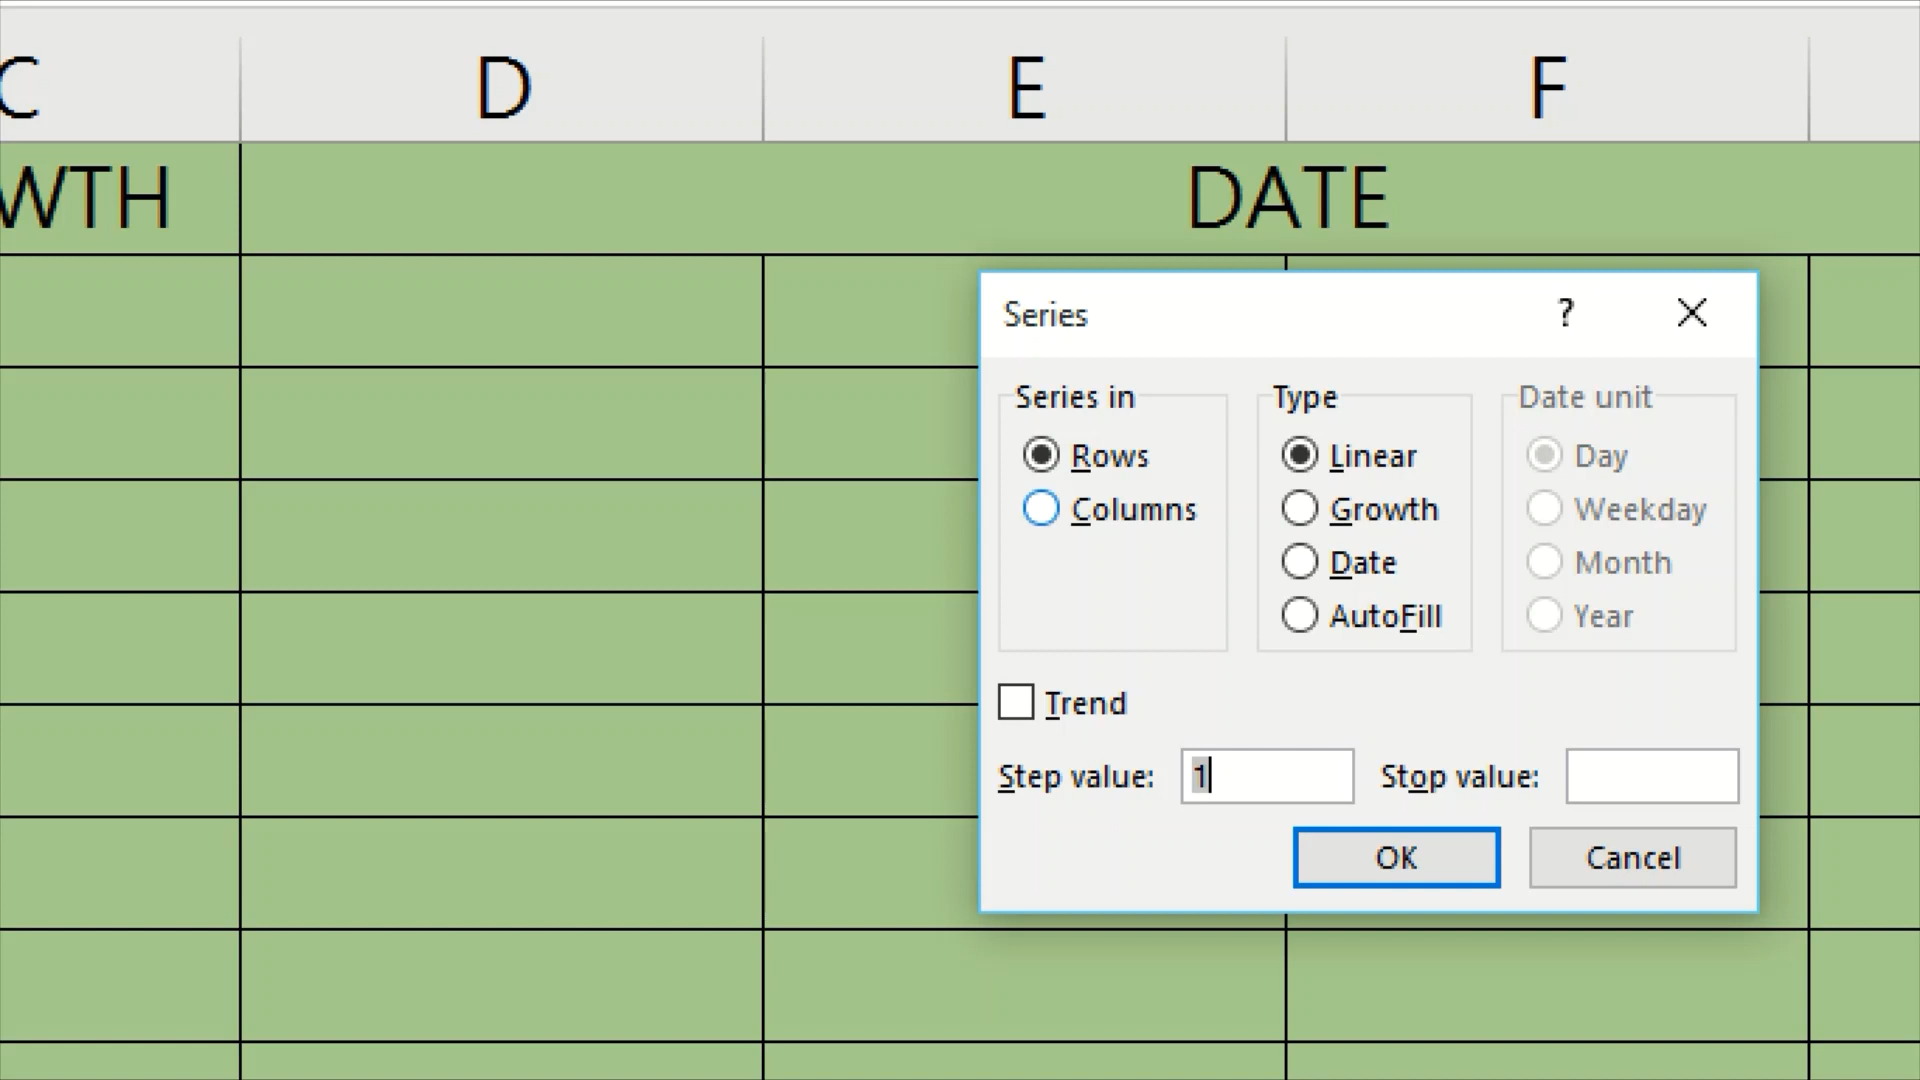 C D E F
WTH DATE
Series ?
Series in Type Date unit
Rows Linear Day
Columns Growth Weekday
Date Month
AutoFill Year
Trend
Step value: 1 Stop value:
OK Cancel